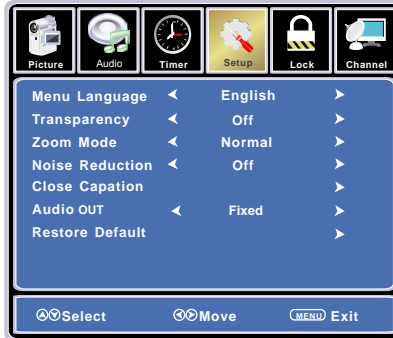 Picture Audio Timer Setup Lock Channel
Menu Language English
Transparency Off
Zoom Mode Normal
Noise Reduction Off
Close Capation
Audio OUT Fixed
Restore Default
Select Move MENU Exit